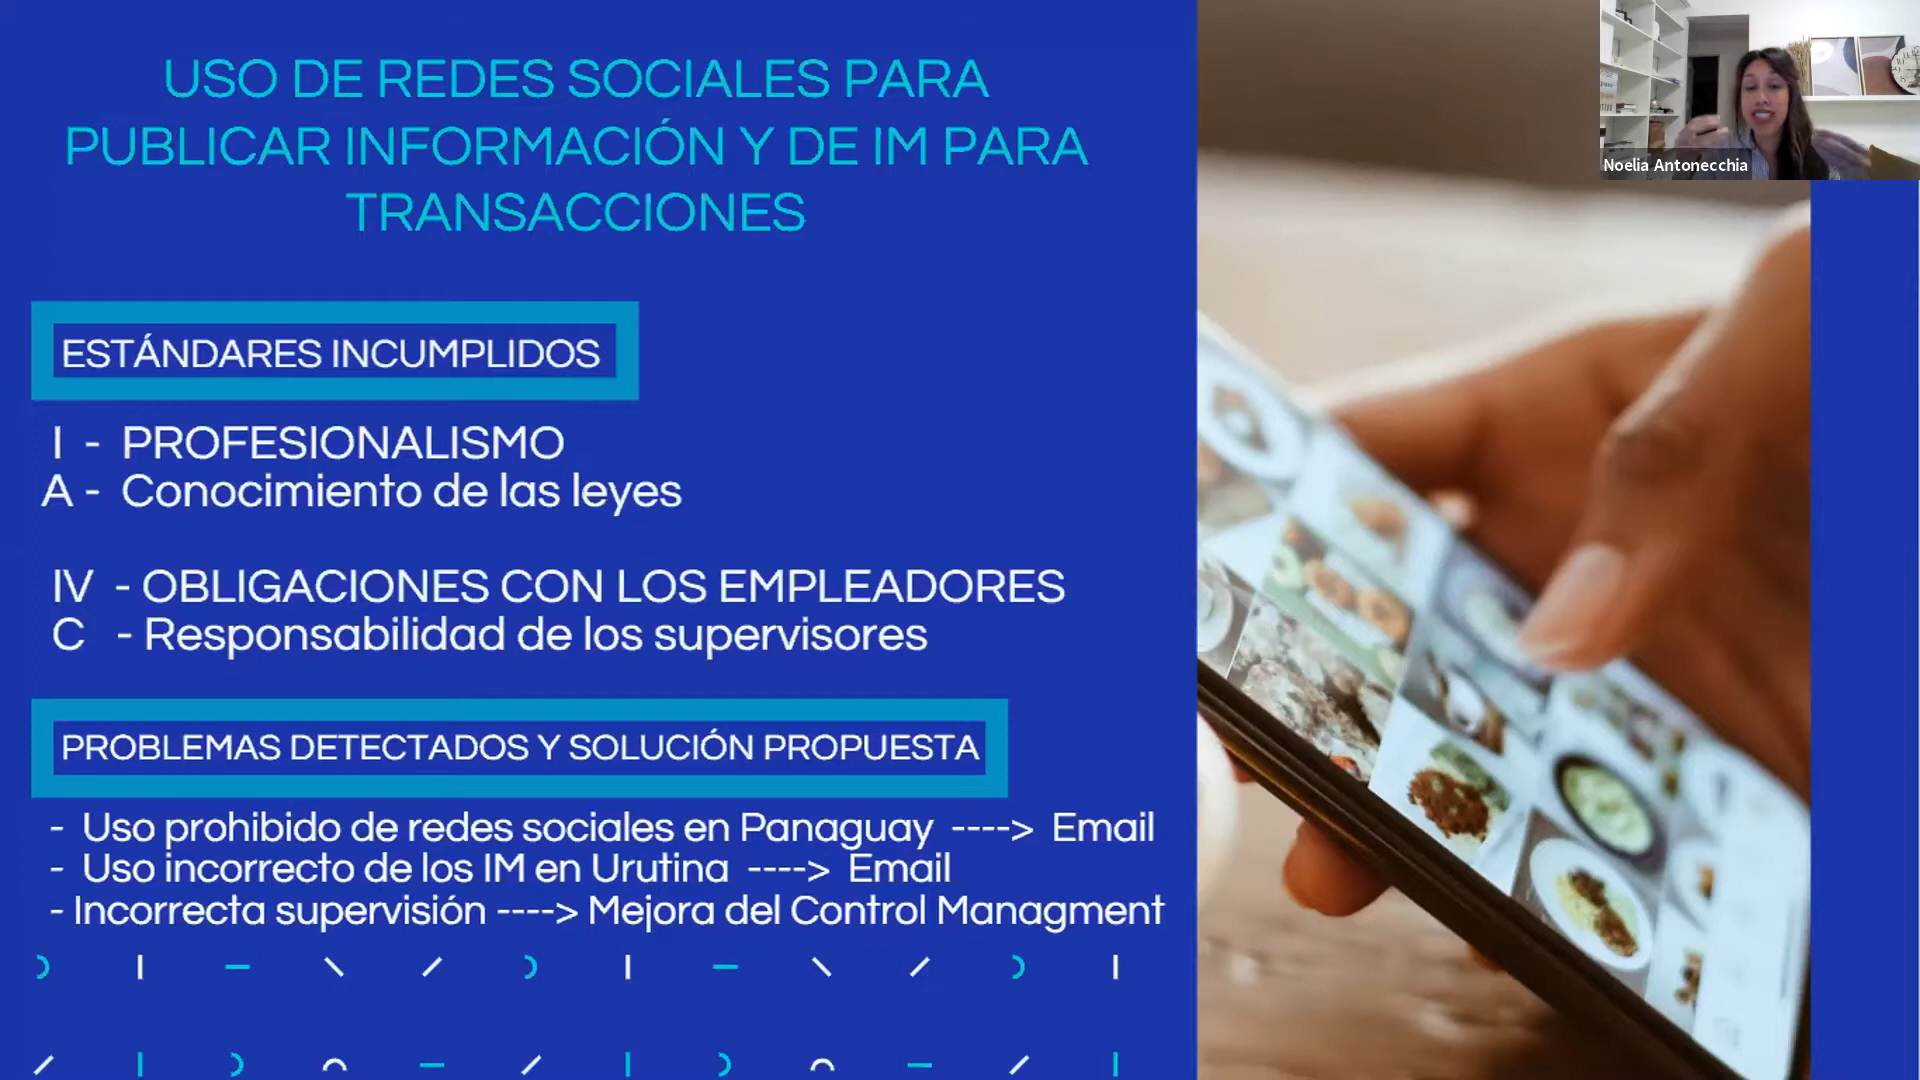 USO DE REDES SOCIALES PARA
PUBLICAR INFORMACIÓN Y DE IM PARA
TRANSACCIONES
Noelia Antonecchia
ESTÁNDARES INCUMPLIDOS
I - PROFESIONALISMO
A - Conocimiento de las leyes
IV - OBLIGACIONES CON LOS EMPLEADORES
C - Responsabilidad de los supervisores
PROBLEMAS DETECTADOS Y SOLUCIÓN PROPUESTA
- Uso prohibido de redes sociales en Panaguay ----> Email
- Uso incorrecto de los IM en Urutina ----> Email
- Incorrecta supervisión ----> Mejora del Control Managment